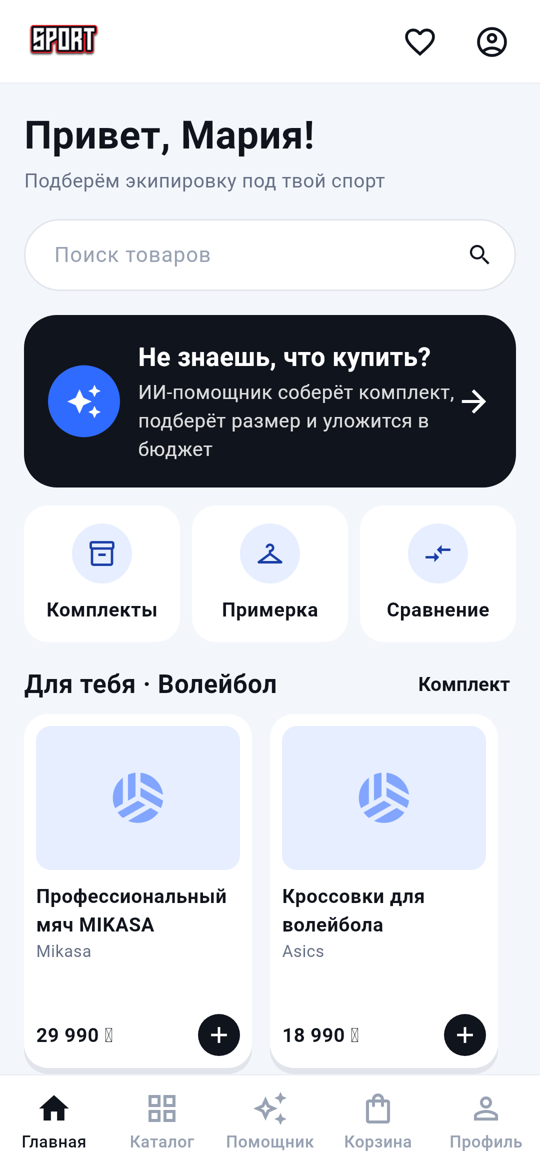 SPORT
Привет, Мария!
Подберём экипировку под твой спорт
Поиск товаров
Не знаешь, что купить?
ИИ-помощник соберёт комплект,
подберёт размер и уложится в
бюджет
Комплекты
Примерка
Сравнение
Для тебя · Волейбол
Комплект
Профессиональный
мяч MIKASA
Mikasa
29 990
Кроссовки для
волейбола
Asics
18 990
Главная
Каталог
Помощник
Корзина
Профиль